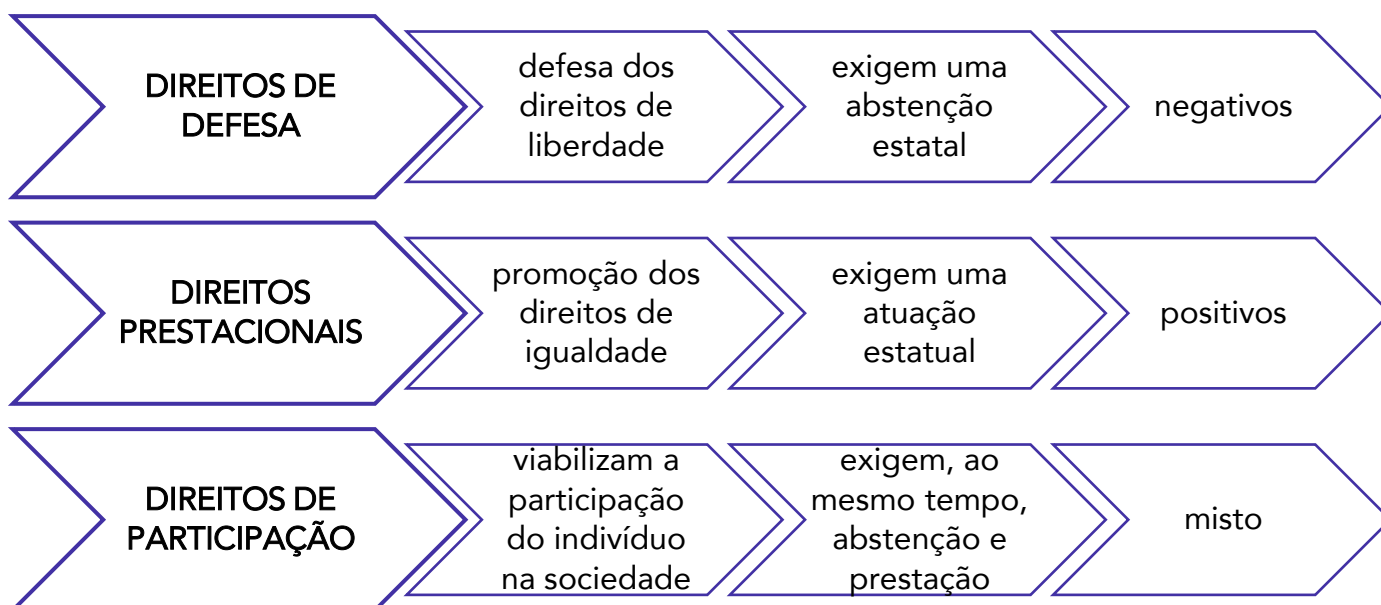 DIREITOS DE
DEFESA
defesa dos
direitos de
liberdade
exigem uma
abstenção
estatal
negativos
DIREITOS
PRESTACIONAIS
promoção dos
direitos de
igualdade
exigem uma
atuação
estatual
positivos
DIREITOS DE
PARTICIPAÇÃO
viabilizam a
participação
do indivíduo
na sociedade
exigem, ao
mesmo tempo,
abstenção e
prestação
misto